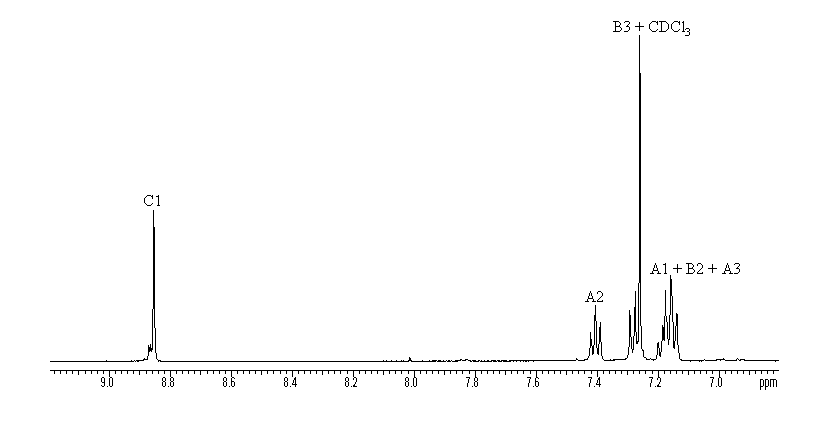 B3 + CDCl3
C1
A1 + B2 + A3
A2
9.0 8.8 8.6 8.4 8.2 8.0 7.8 7.6 7.4 7.2 7.0 ppm